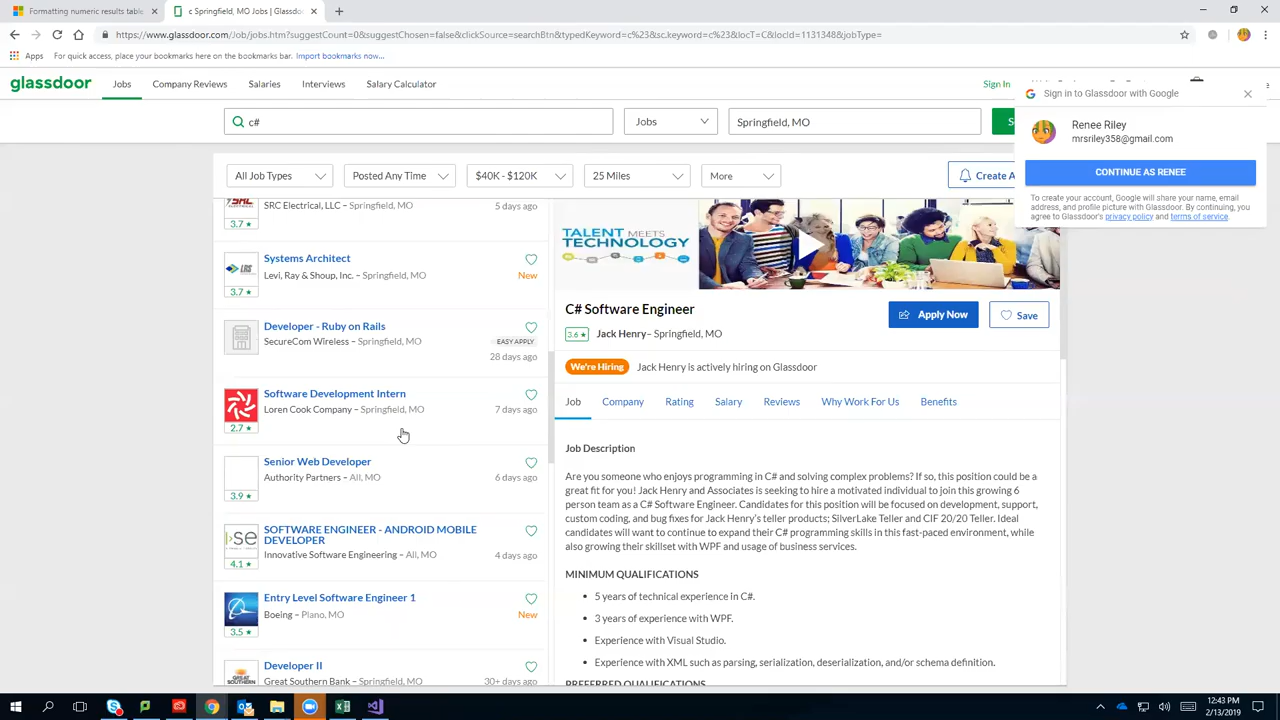 Formatting numeric results table
c Springfield, MO Jobs | Glassdoo
https://www.glassdoor.com/Job/jobs.htm?suggestCount=0&suggestChosen=false&clickSource=searchBtn&typedKeyword=c%23&sc.keyword=c%23&locT=C&locId=1131348&jobType=
Apps
For quick access, place your bookmarks here on the bookmarks bar. Import bookmarks now...
glassdoor
Jobs
Company Reviews
Salaries
Interviews
Salary Calculator
Sign In
Sign in to Glassdoor with Google
Renee Riley
mrsriley358@gmail.com
CONTINUE AS RENEE
To create your account, Google will share your name, email
address, and profile picture with Glassdoor. By continuing, you
agree to Glassdoor's privacy policy and terms of service.
c#
Jobs
Springfield, MO
S
All Job Types
Posted Any Time
$40K - $120K
25 Miles
More
Create A
SRC Electrical, LLC – Springfield, MO
5 days ago
3.7 ★
Systems Architect
Levi, Ray & Shoup, Inc. – Springfield, MO
New
LRS
3.7 ★
Developer - Ruby on Rails
SecureCom Wireless – Springfield, MO
EASY APPLY
28 days ago
Software Development Intern
Loren Cook Company – Springfield, MO
7 days ago
2.7 ★
Senior Web Developer
Authority Partners – All, MO
6 days ago
3.9 ★
SOFTWARE ENGINEER - ANDROID MOBILE
DEVELOPER
Innovative Software Engineering – All, MO
4 days ago
4.1 ★
Entry Level Software Engineer 1
Boeing – Plano, MO
New
3.5 ★
Developer II
Great Southern Bank – Springfield, MO
30+ days ago
TALENT MEETS
TECHNOLOGY
C# Software Engineer
3.6 ★
Jack Henry – Springfield, MO
Apply Now
Save
We're Hiring
Jack Henry is actively hiring on Glassdoor
Job
Company
Rating
Salary
Reviews
Why Work For Us
Benefits
Job Description
Are you someone who enjoys programming in C# and solving complex problems? If so, this position could be a
great fit for you! Jack Henry and Associates is seeking to hire a motivated individual to join this growing 6
person team as a C# Software Engineer. Candidates for this position will be focused on development, support,
custom coding, and bug fixes for Jack Henry's teller products; SilverLake Teller and CIF 20/20 Teller. Ideal
candidates will want to continue to expand their C# programming skills in this fast-paced environment, while
also growing their skillset with WPF and usage of business services.
MINIMUM QUALIFICATIONS
5 years of technical experience in C#.
3 years of experience with WPF.
Experience with Visual Studio.
Experience with XML such as parsing, serialization, deserialization, and/or schema definition.
PREFERRED QUALIFICATIONS
12:43 PM
2/13/2019